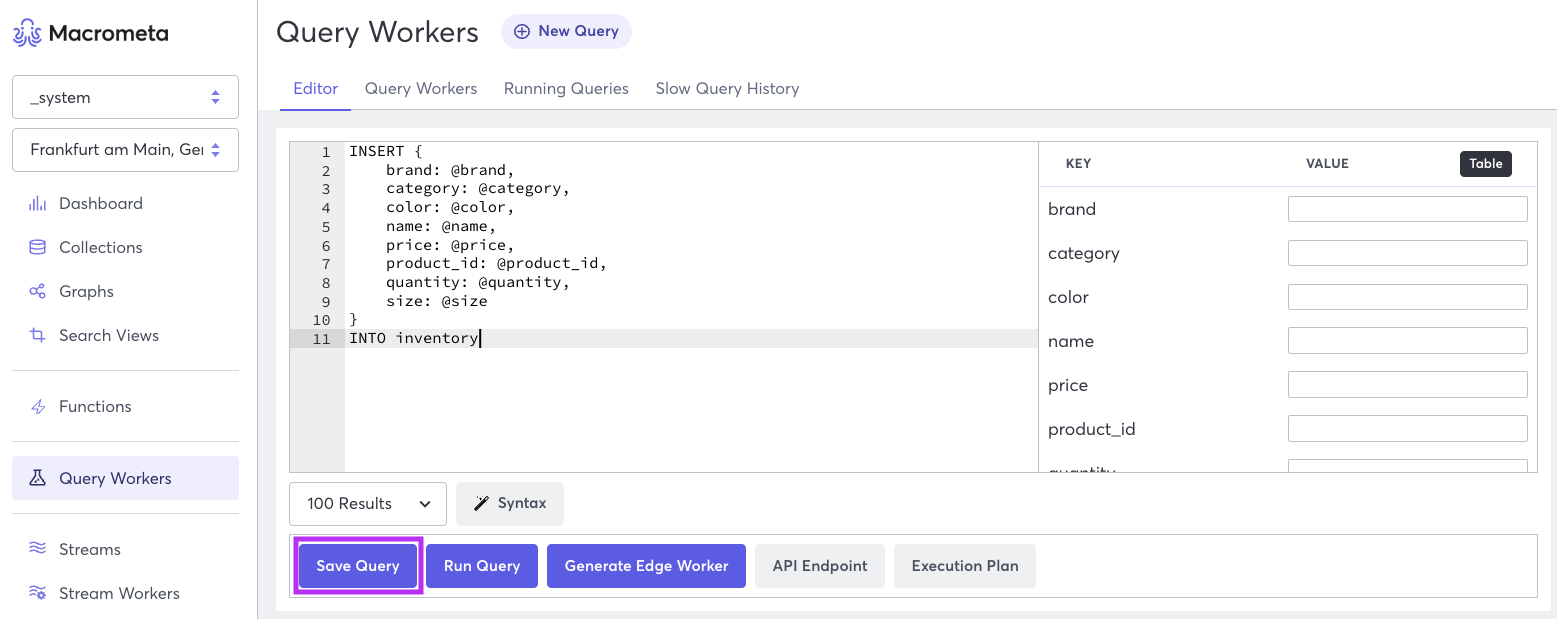 Macrometa
_system
Frankfurt am Main, Ger
Dashboard
Collections
Graphs
Search Views
Functions
Query Workers
Streams
Stream Workers
Query Workers
New Query
Editor Query Workers Running Queries Slow Query History
1 INSERT {
2 brand: @brand,
3 category: @category,
4 color: @color,
5 name: @name,
6 price: @price,
7 product_id: @product_id,
8 quantity: @quantity,
9 size: @size
10 }
11 INTO inventory
KEY VALUE Table
brand
category
color
name
price
product_id
quantity
100 Results Syntax
Save Query Run Query Generate Edge Worker API Endpoint Execution Plan